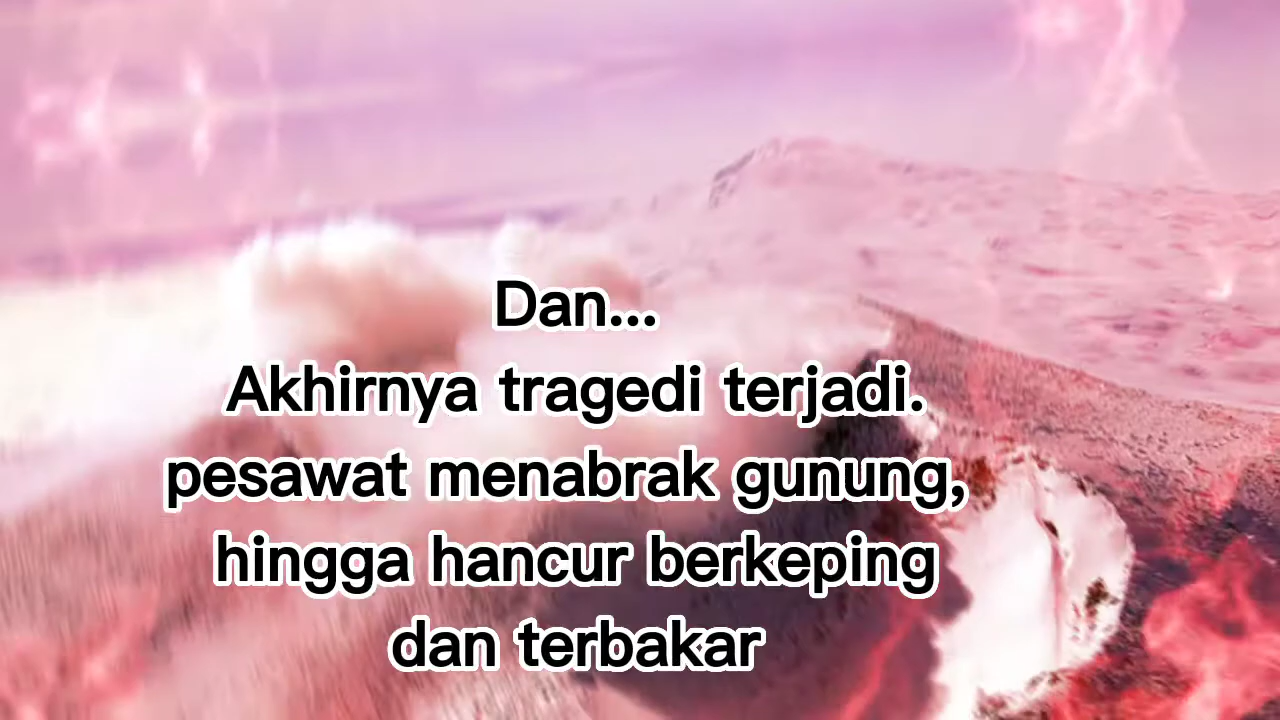 Dan...
Akhirnya tragedi terjadi.
pesawat menabrak gunung,
hingga hancur berkeping
dan terbakar